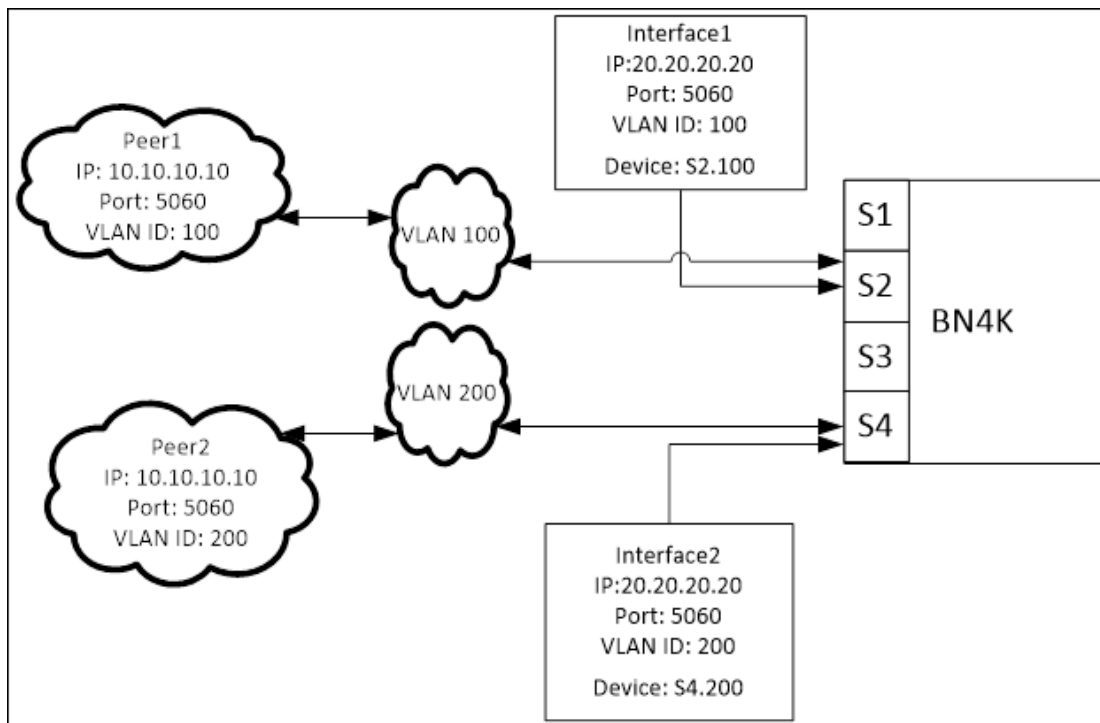 Interface1
IP:20.20.20.20
Port: 5060
VLAN ID: 100
Device: S2.100
Peer1
IP: 10.10.10.10
Port: 5060
VLAN ID: 100
VLAN 100
S1
S2
S3
S4
BN4K
VLAN 200
Peer2
IP: 10.10.10.10
Port: 5060
VLAN ID: 200
Interface2
IP:20.20.20.20
Port: 5060
VLAN ID: 200
Device: S4.200